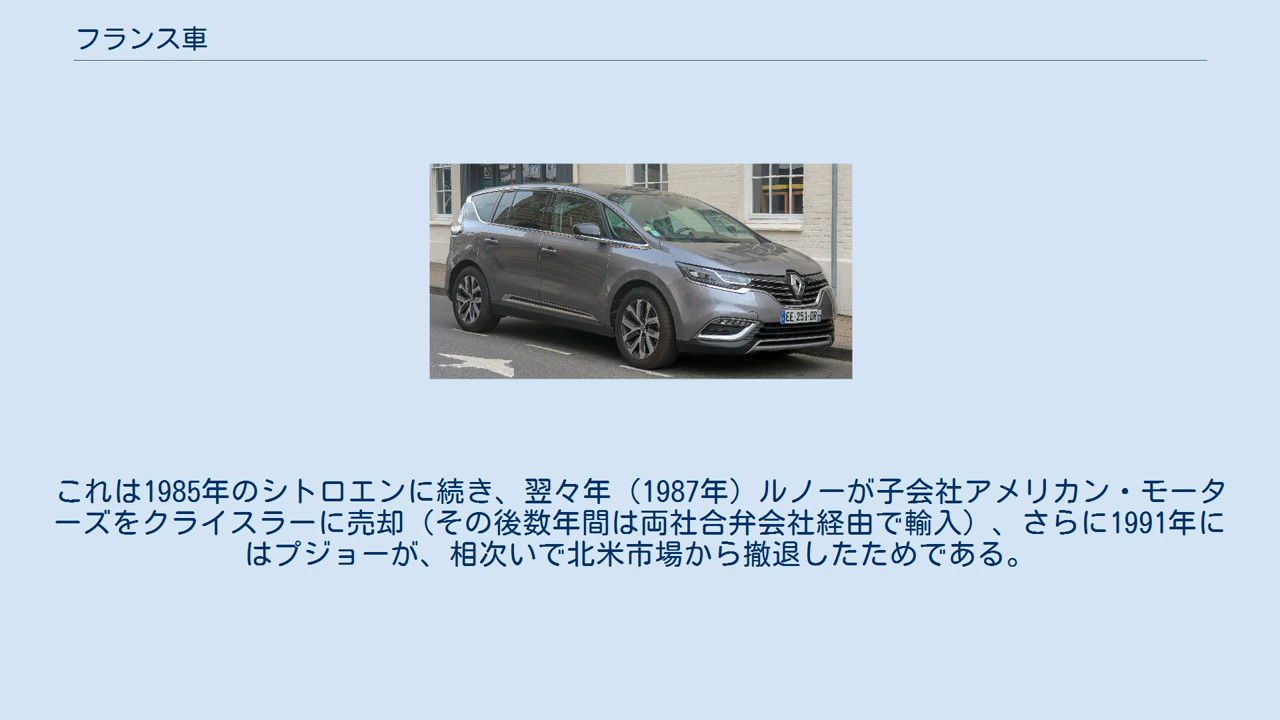 フランス車
EE-251-QR
これは1985年のシトロエンに続き、翌々年（1987年）ルノーが子会社アメリカン・モータ
ーズをクライスラーに売却（その後数年間は両社合弁会社経由で輸入）、さらに1991年に
はプジョーが、相次いで北米市場から撤退したためである。